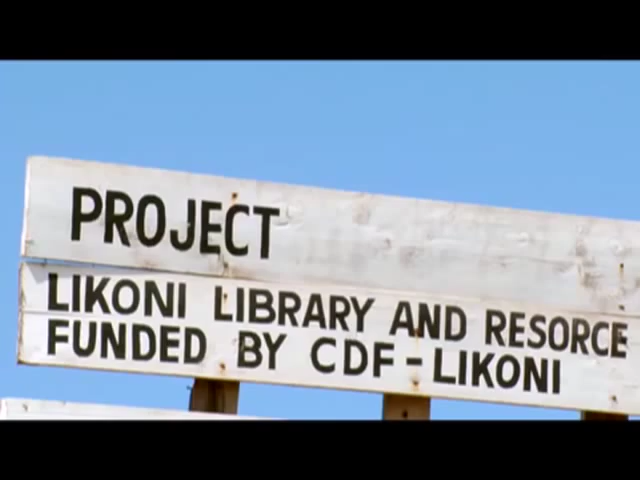 PROJECT
LIKONI LIBRARY AND RESORCE
FUNDED BY CDF-LIKONI